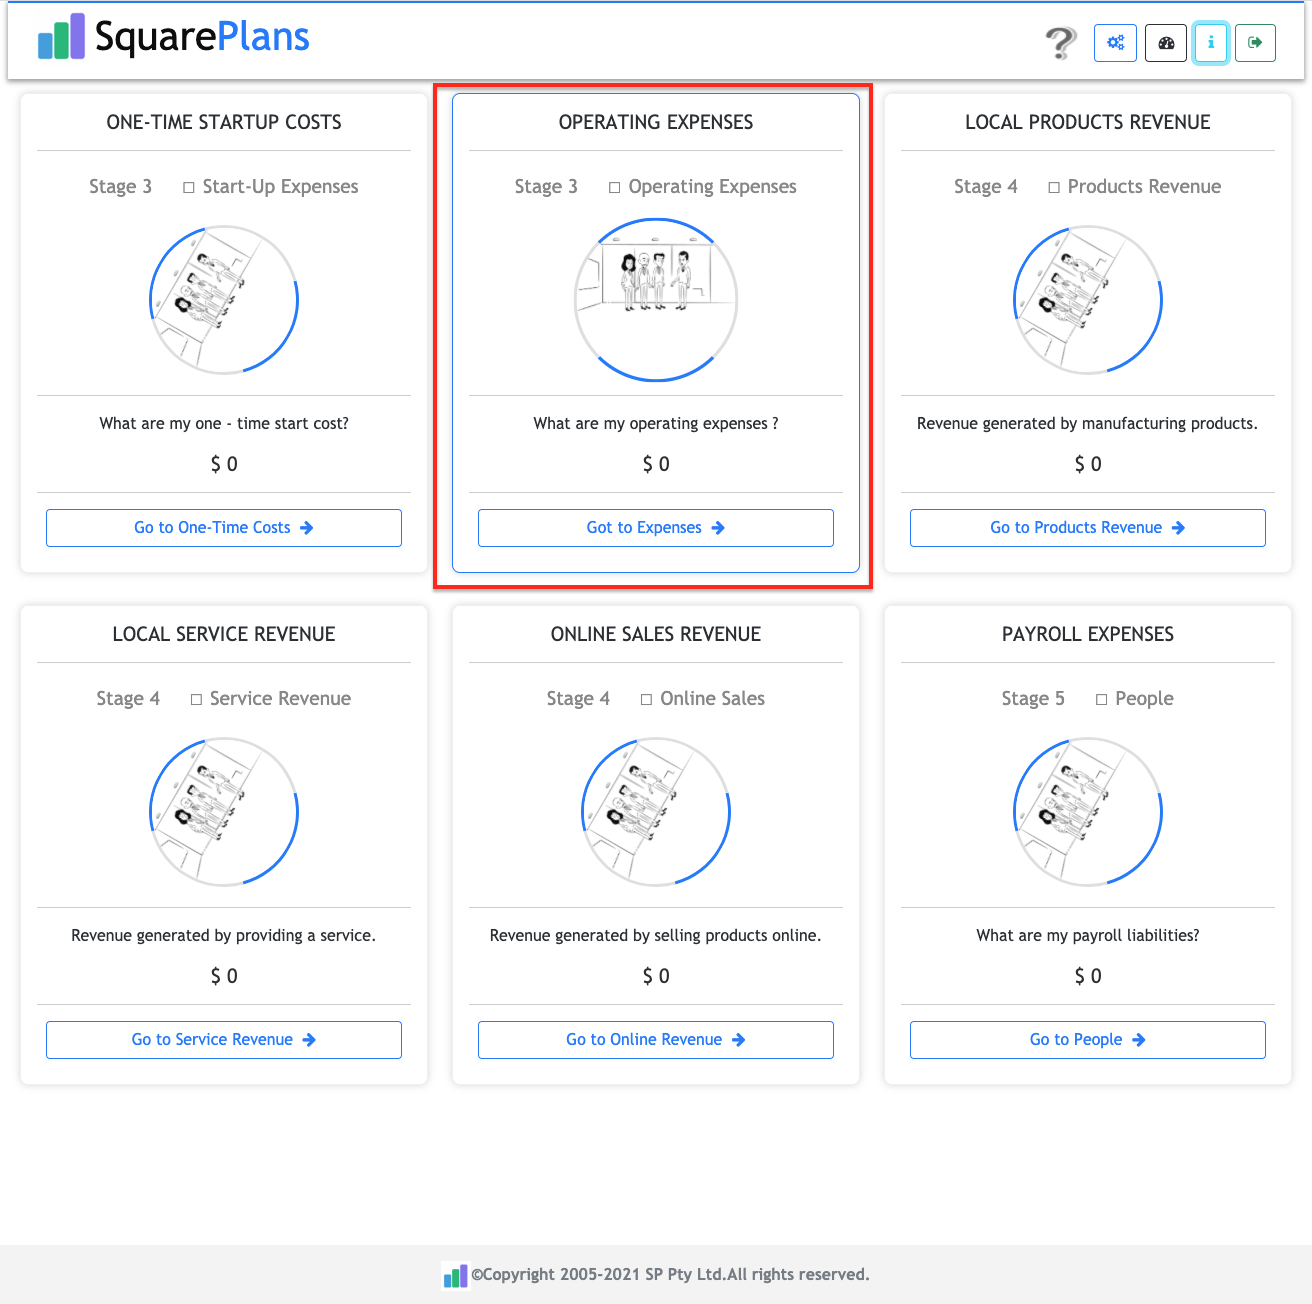 SquarePlans
?
ONE-TIME STARTUP COSTS
Stage 3 Start-Up Expenses
What are my one - time start cost?
$ 0
Go to One-Time Costs
OPERATING EXPENSES
Stage 3 Operating Expenses
What are my operating expenses ?
$ 0
Got to Expenses
LOCAL PRODUCTS REVENUE
Stage 4 Products Revenue
Revenue generated by manufacturing products.
$ 0
Go to Products Revenue
LOCAL SERVICE REVENUE
Stage 4 Service Revenue
Revenue generated by providing a service.
$ 0
Go to Service Revenue
ONLINE SALES REVENUE
Stage 4 Online Sales
Revenue generated by selling products online.
$ 0
Go to Online Revenue
PAYROLL EXPENSES
Stage 5 People
What are my payroll liabilities?
$ 0
Go to People
©Copyright 2005-2021 SP Pty Ltd.All rights reserved.